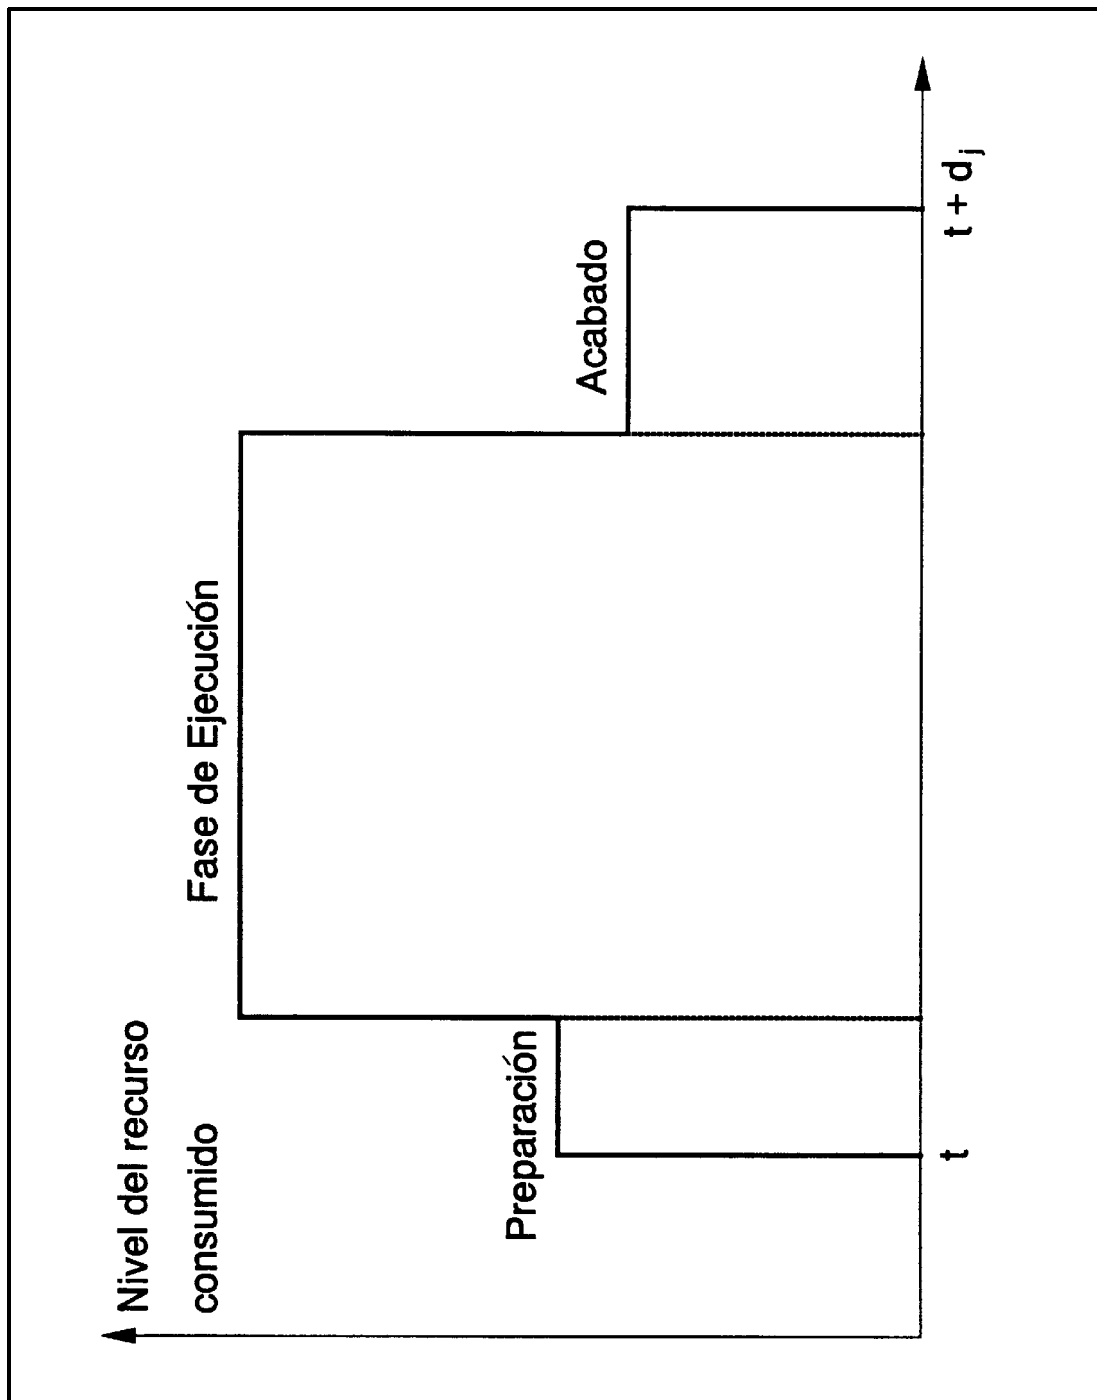 Nivel del recurso
consumido
Fase de Ejecución
Preparación
Acabado
t
t + dj